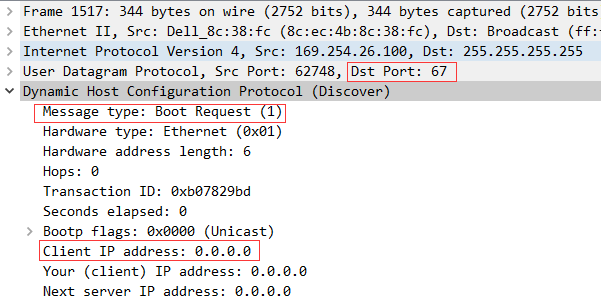 Frame 1517: 344 bytes on wire (2752 bits), 344 bytes captured (2752 bits
Ethernet II, Src: Dell_8c:38:fc (8c:ec:4b:8c:38:fc), Dst: Broadcast (ff:
Internet Protocol Version 4, Src: 169.254.26.100, Dst: 255.255.255.255
User Datagram Protocol, Src Port: 62748, Dst Port: 67
Dynamic Host Configuration Protocol (Discover)
Message type: Boot Request (1)
Hardware type: Ethernet (0x01)
Hardware address length: 6
Hops: 0
Transaction ID: 0xb07829bd
Seconds elapsed: 0
Bootp flags: 0x0000 (Unicast)
Client IP address: 0.0.0.0
Your (client) IP address: 0.0.0.0
Next server IP address: 0.0.0.0